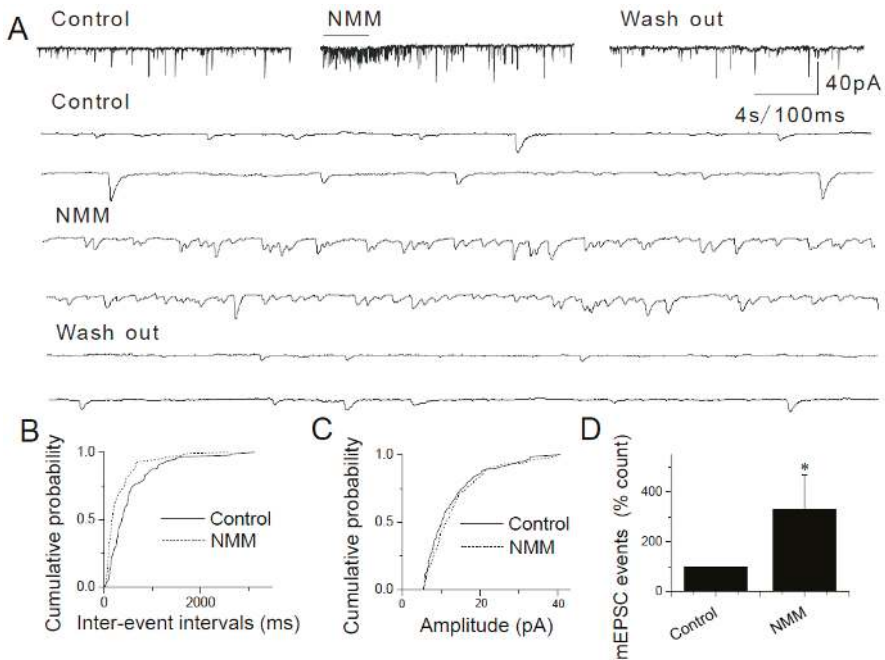 A
Control
NMM
Wash out
40pA
4s/100ms
Control
NMM
Wash out
B
Cumulative probability
1.0
0.5
0.0
Control
NMM
0
2000
Inter-event intervals (ms)
C
Cumulative probability
1.0
0.5
0.0
Control
NMM
0
20
40
Amplitude (pA)
D
mEPSC events (% count)
400
200
0
*
Control
NMM